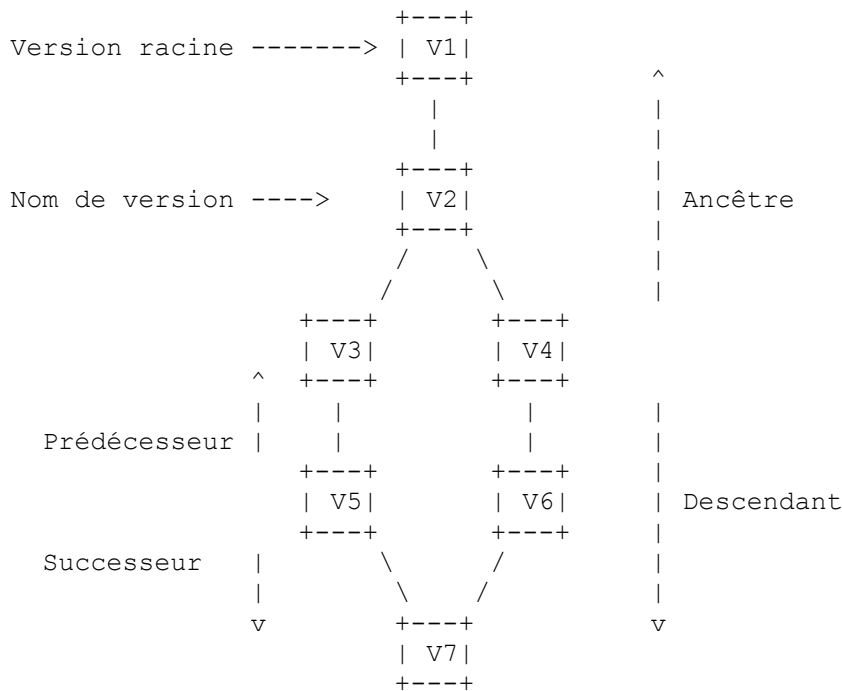 +---+
Version racine -------> | V1|
                        +---+           ^
                          |             |
                          |             |
                        +---+           |
Nom de version ---->    | V2|           | Ancêtre
                        +---+           |
                        /    \          |
                       /      \         |
                  +---+       +---+
                  | V3|       | V4|
               ^  +---+       +---+
               |    |           |       |
  Prédécesseur |    |           |       |
                  +---+       +---+     |
                  | V5|       | V6|     | Descendant
                  +---+       +---+     |
  Successeur   |       \      /         |
               |        \    /          |
               v        +---+           v
                        | V7|
                        +---+